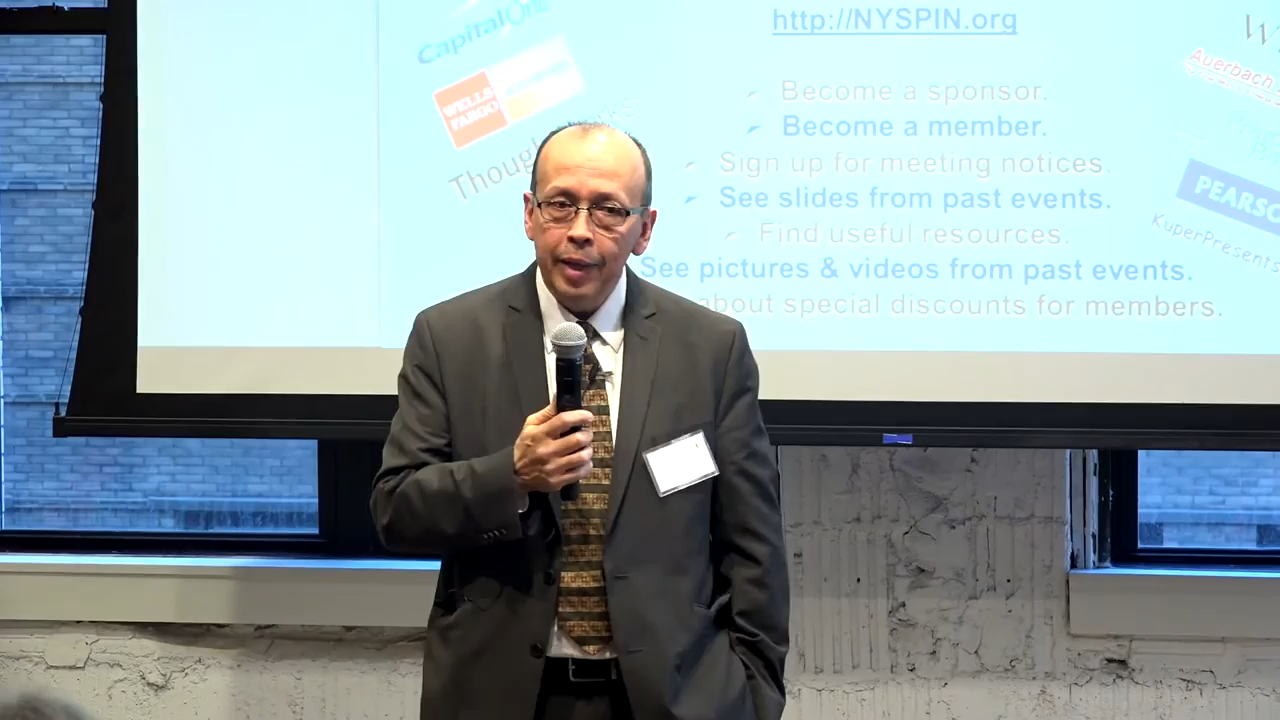 CapitalOne
WELLS
FARGO
Though
http://NYSPIN.org
Become a sponsor.
Become a member.
Sign up for meeting notices.
See slides from past events.
Find useful resources.
See pictures & videos from past events.
about special discounts for members.
Auerbach
PEARSO
KuperPresents